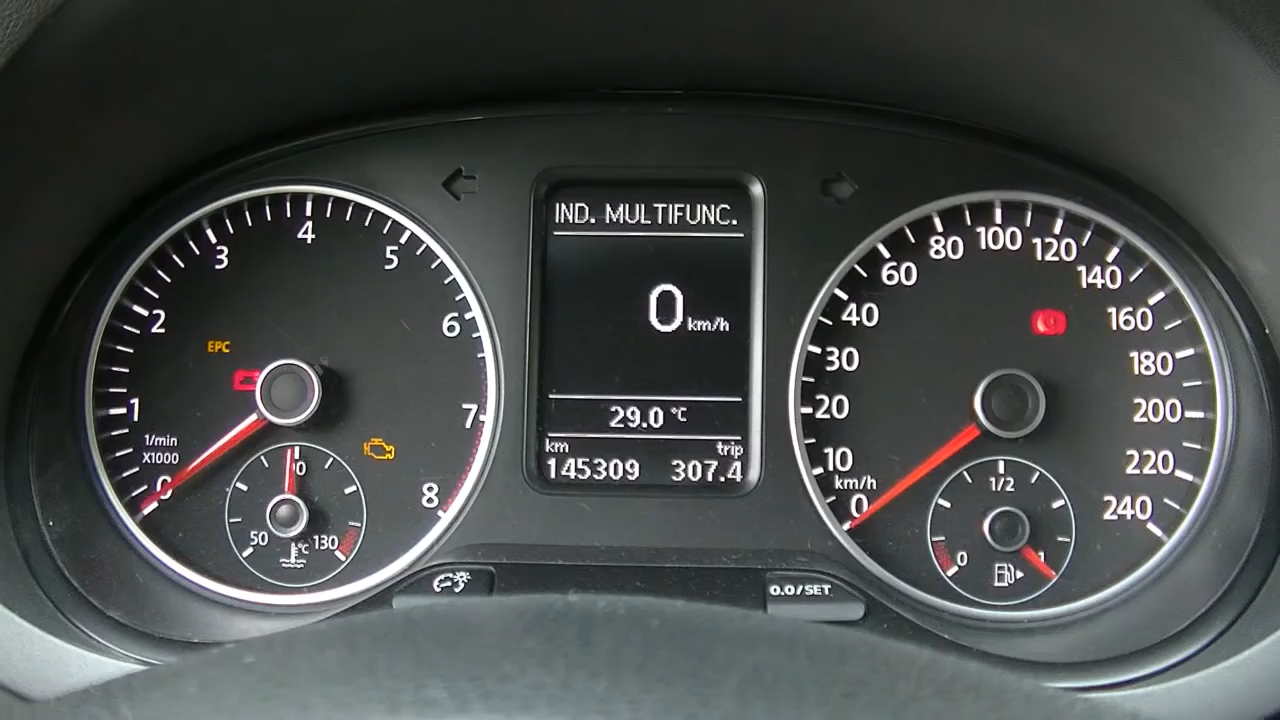 IND. MULTIFUNC.
0 km/h
29.0 °C
km trip
145309 307.4
0 1 2 3 4 5 6 7 8
1/min
X1000
EPC
50 130
°C
0 10 20 30 40 60 80 100 120 140 160 180 200 220 240
km/h
0 1/2 1
0.0/SET